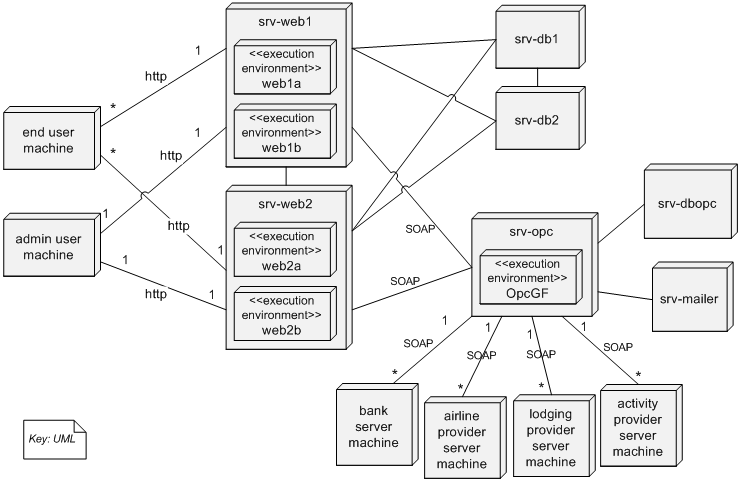 srv-web1
<<execution
environment>>
web1a
<<execution
environment>>
web1b
srv-db1
srv-db2
1
http
*
end user
machine
*
1
http
admin user
machine
1
http
1
1
http
1
srv-web2
<<execution
environment>>
web2a
<<execution
environment>>
web2b
SOAP
SOAP
srv-opc
<<execution
environment>>
OpcGF
srv-dbopc
srv-mailer
1
SOAP
*
1
SOAP
*
1
SOAP
*
1
SOAP
*
bank
server
machine
airline
provider
server
machine
lodging
provider
server
machine
activity
provider
server
machine
Key: UML